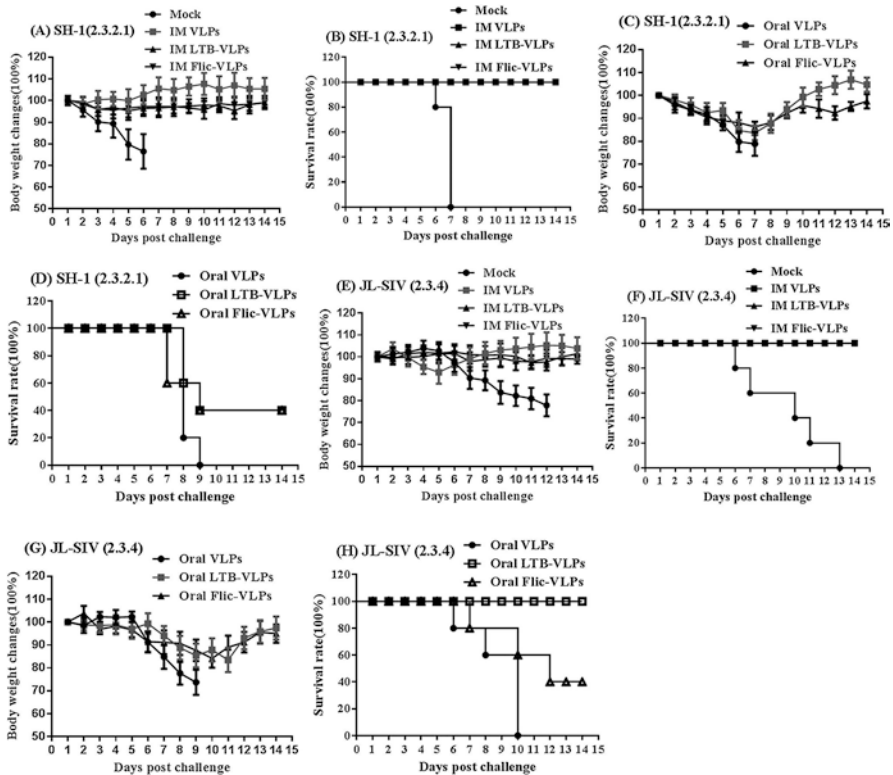 (A) SH-1(2.3.2.1)
Mock
IM VLPs
IM LTB-VLPs
IM Flic-VLPs
Body weight changes(100%)
120
110
100
90
80
70
60
50
0 1 2 3 4 5 6 7 8 9 10 11 12 13 14 15
Days post challenge
(B) SH-1 (2.3.2.1)
Mock
IM VLPs
IM LTB-VLPs
IM Flic-VLPs
Survival rate(100%)
140
120
100
80
60
40
20
0
0 1 2 3 4 5 6 7 8 9 10 11 12 13 14 15
Days post challenge
(C) SH-1(2.3.2.1)
Oral VLPs
Oral LTB-VLPs
Oral Flic-VLPs
Body weight changes(100%)
120
110
100
90
80
70
60
50
0 1 2 3 4 5 6 7 8 9 10 11 12 13 14 15
Days post challenge
(D) SH-1 (2.3.2.1)
Oral VLPs
Oral LTB-VLPs
Oral Flic-VLPs
Survival rate(100%)
120
100
80
60
40
20
0
0 1 2 3 4 5 6 7 8 9 10 11 12 13 14 15
Days post challenge
(E) JL-SIV (2.3.4)
Mock
IM VLPs
IM LTB-VLPs
IM Flic-VLPs
Body weight changes(100%)
120
110
100
90
80
70
60
50
0 1 2 3 4 5 6 7 8 9 10 11 12 13 14 15
Days post challenge
(F) JL-SIV (2.3.4)
Mock
IM VLPs
IM LTB-VLPs
IM Flic-VLPs
Survival rate(100%)
140
120
100
80
60
40
20
0
0 1 2 3 4 5 6 7 8 9 10 11 12 13 14 15
Days post challenge
(G) JL-SIV (2.3.4)
Oral VLPs
Oral LTB-VLPs
Oral Flic-VLPs
Body weight changes(100%)
120
110
100
90
80
70
60
50
0 1 2 3 4 5 6 7 8 9 10 11 12 13 14 15
Days post challenge
(H) JL-SIV (2.3.4)
Oral VLPs
Oral LTB-VLPs
Oral Flic-VLPs
Survival rate(100%)
140
120
100
80
60
40
20
0
0 1 2 3 4 5 6 7 8 9 10 11 12 13 14 15
Days post challenge